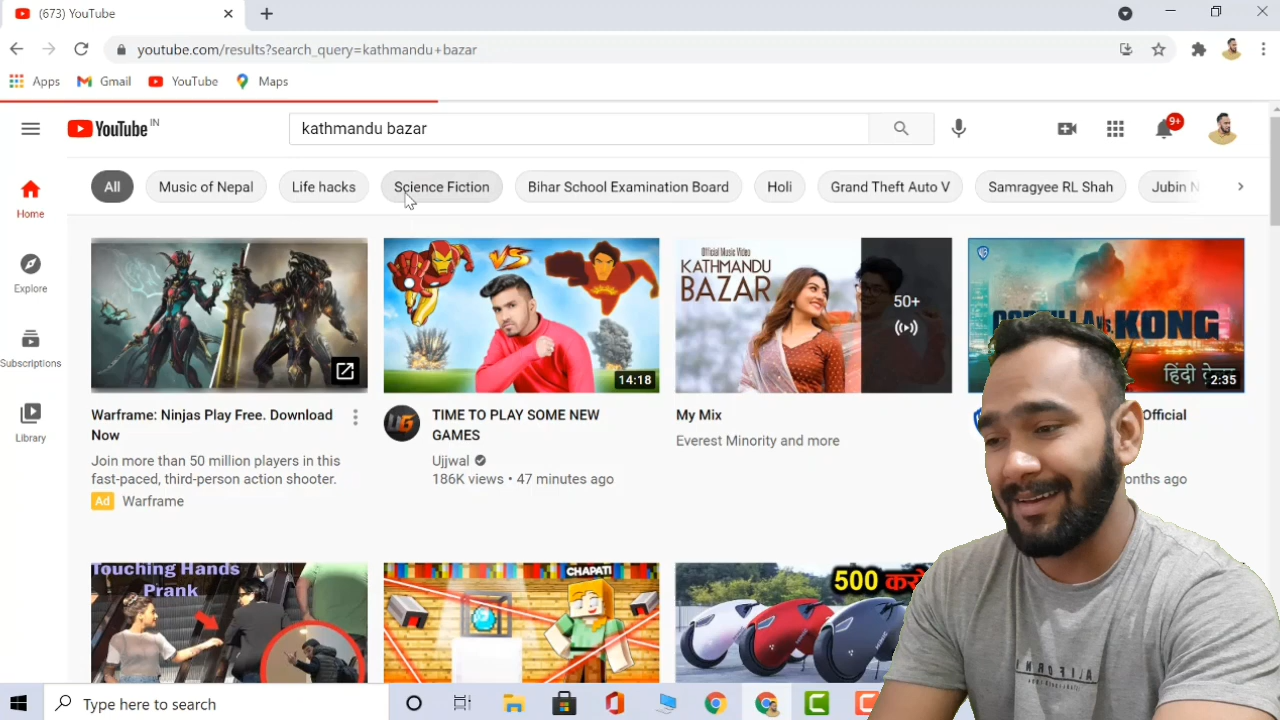 (673) YouTube
youtube.com/results?search_query=kathmandu+bazar
Apps Gmail YouTube Maps
YouTube IN
kathmandu bazar
9+
All Music of Nepal Life hacks Science Fiction Bihar School Examination Board Holi Grand Theft Auto V Samragyee RL Shah Jubin N
Home
Explore
Subscriptions
Library
VS
14:18
Official Music Video
KATHMANDU
BAZAR
50+
KONG
हिंदी
2:35
Warframe: Ninjas Play Free. Download
Now
Join more than 50 million players in this
fast-paced, third-person action shooter.
Ad Warframe
UG
TIME TO PLAY SOME NEW
GAMES
Ujjwal
186K views • 47 minutes ago
My Mix
Everest Minority and more
Official
onths ago
Touching Hands
Prank
CHAPATI
500
Type here to search